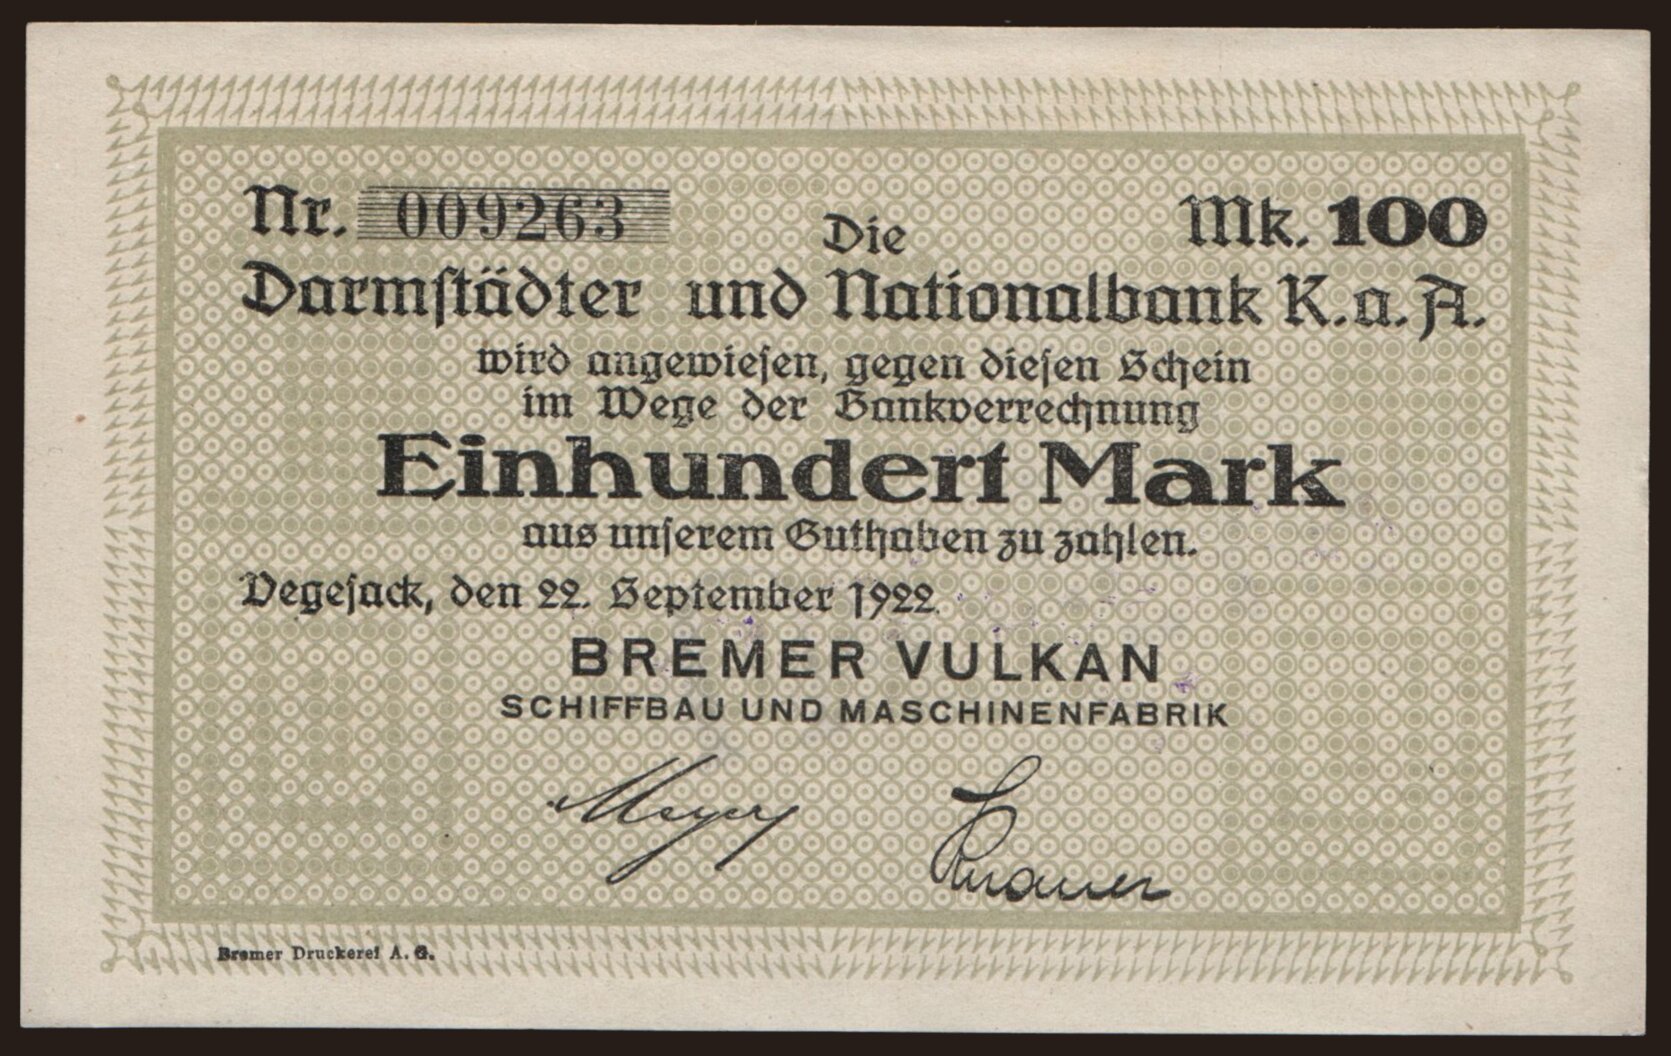 Nr. 009263
Mk. 100
Die
Darmstädter und Nationalbank K.a.A.
wird angewiesen, gegen diesen Schein
im Wege der Bankverrechnung
Einhundert Mark
aus unserem Guthaben zu zahlen.
Vegesack, den 22. September 1922.
BREMER VULKAN
SCHIFFBAU UND MASCHINENFABRIK
Meyer
Knauer
Bremer Druckerei A. G.